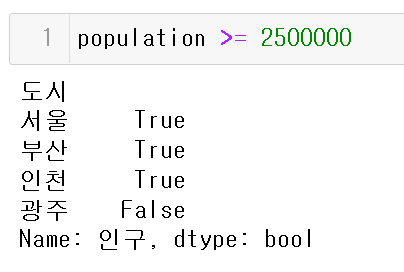 1 population >= 2500000
도시
서울 True
부산 True
인천 True
광주 False
Name: 인구, dtype: bool